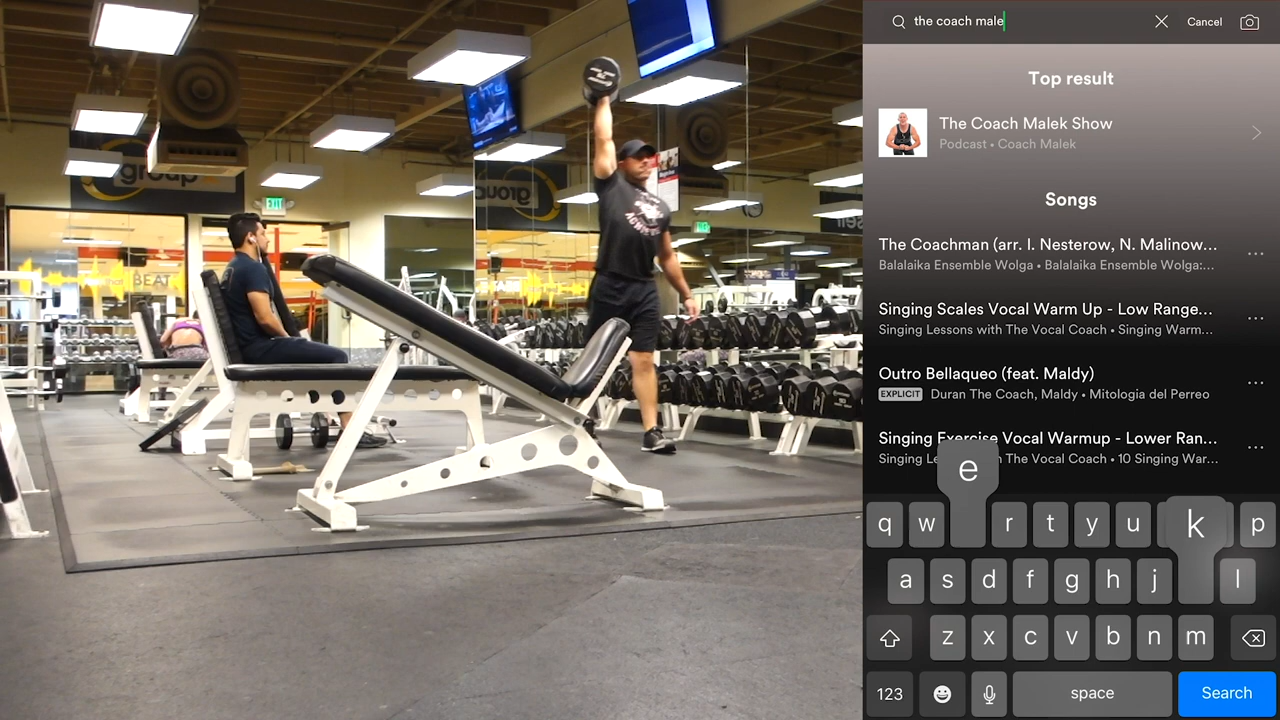 group
EXIT
BEAT
the coach male
Cancel
Top result
The Coach Malek Show
Podcast • Coach Malek
Songs
The Coachman (arr. I. Nesterow, N. Malinow...
Balalaika Ensemble Wolga • Balalaika Ensemble Wolga:...
Singing Scales Vocal Warm Up - Low Range...
Singing Lessons with The Vocal Coach • Singing Warm...
Outro Bellaqueo (feat. Maldy)
EXPLICIT Duran The Coach, Maldy • Mitologia del Perreo
Singing Exercise Vocal Warmup - Lower Ran...
Singing Le n The Vocal Coach • 10 Singing War...
e
q w r t y u k p
a s d f g h j l
z x c v b n m
123 space Search